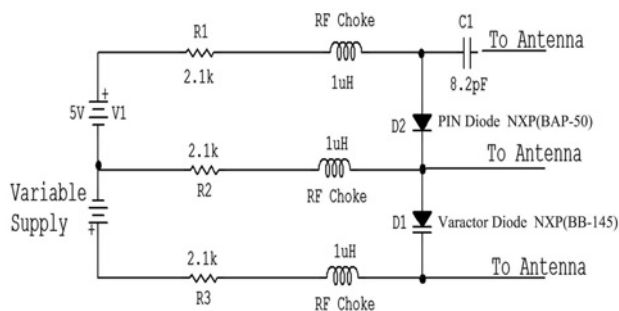 RF Choke
C1
To Antenna
R1
2.1k
1uH
8.2pF
+
5V
V1
D2
PIN Diode NXP(BAP-50)
1uH
To Antenna
2.1k
R2
RF Choke
Variable
Supply
+
D1
Varactor Diode NXP(BB-145)
1uH
To Antenna
2.1k
R3
RF Choke